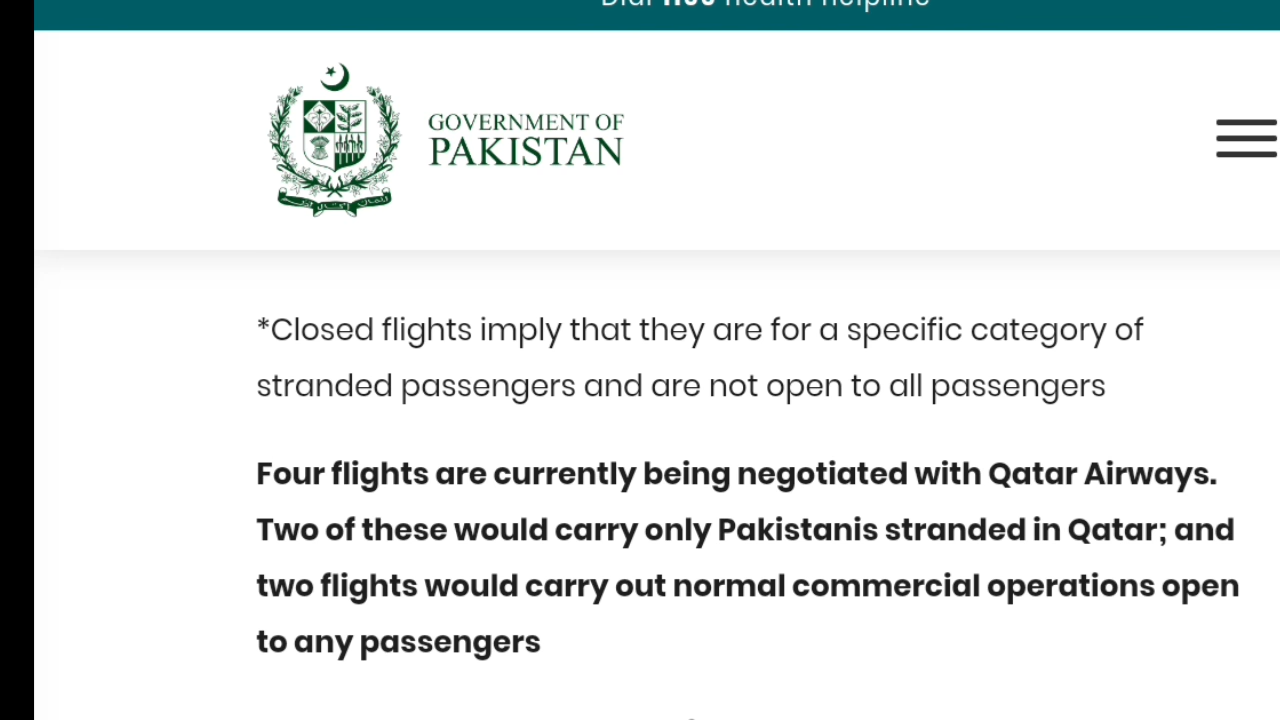 health helpline
GOVERNMENT OF
PAKISTAN
*Closed flights imply that they are for a specific category of
stranded passengers and are not open to all passengers
Four flights are currently being negotiated with Qatar Airways.
Two of these would carry only Pakistanis stranded in Qatar; and
two flights would carry out normal commercial operations open
to any passengers